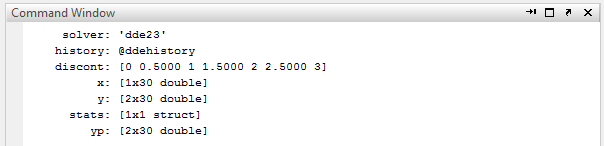 Command Window
solver: 'dde23'
history: @ddehistory
discont: [0 0.5000 1 1.5000 2 2.5000 3]
x: [1x30 double]
y: [2x30 double]
stats: [1x1 struct]
yp: [2x30 double]